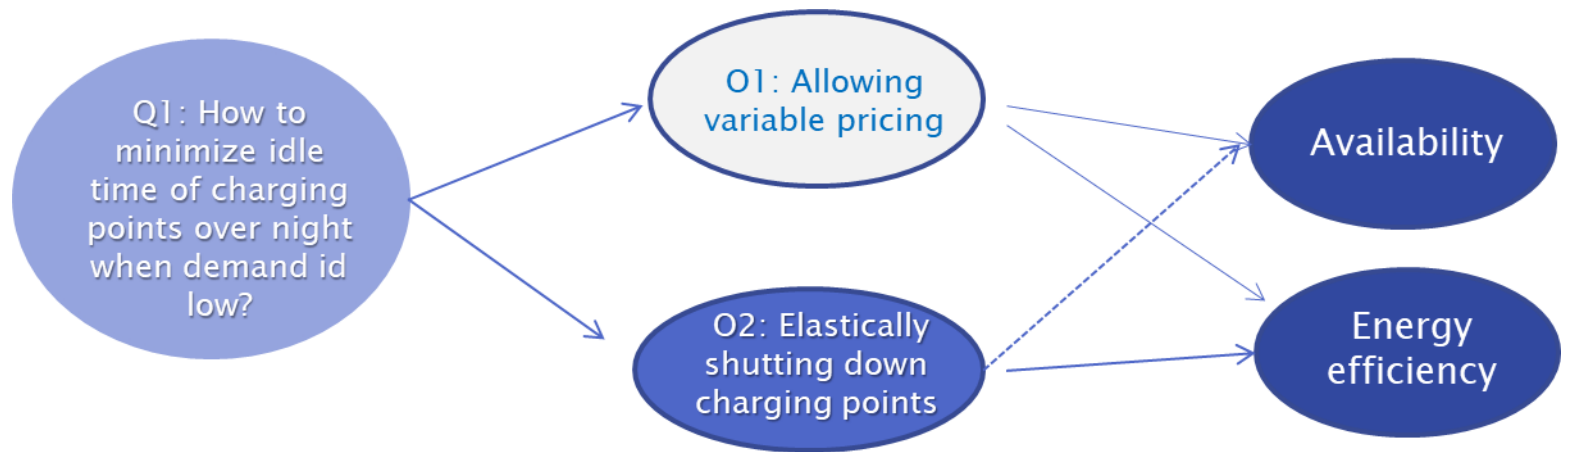 Q1: How to
minimize idle
time of charging
points over night
when demand id
low?
O1: Allowing
variable pricing
O2: Elastically
shutting down
charging points
Availability
Energy
efficiency